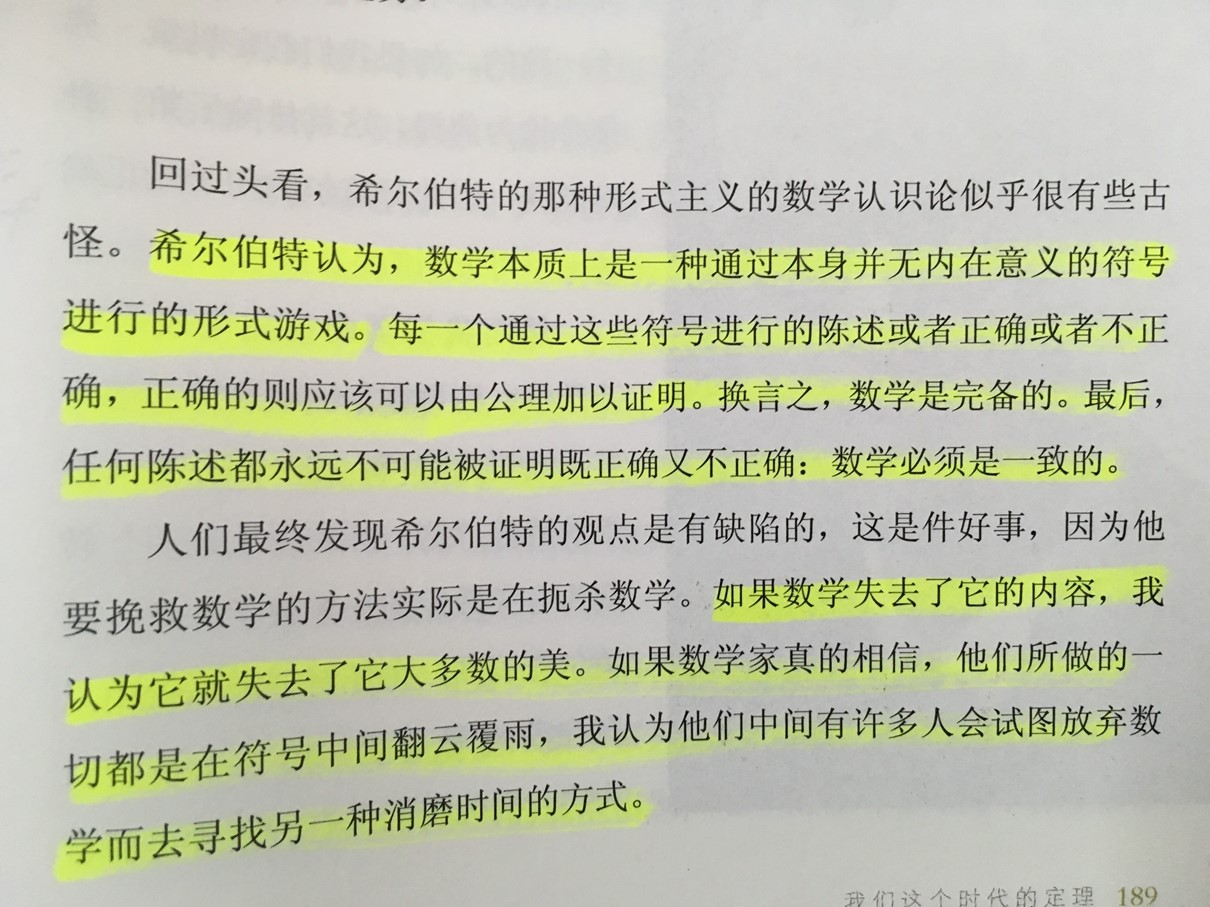 回过头看，希尔伯特的那种形式主义的数学认识论似乎很有些古
怪。希尔伯特认为，数学本质上是一种通过本身并无内在意义的符号
进行的形式游戏。每一个通过这些符号进行的陈述或者正确或者不正
确，正确的则应该可以由公理加以证明。换言之，数学是完备的。最后，
任何陈述都永远不可能被证明既正确又不正确：数学必须是一致的。
人们最终发现希尔伯特的观点是有缺陷的，这是件好事，因为他
要挽救数学的方法实际是在扼杀数学。如果数学失去了它的内容，我
认为它就失去了它大多数的美。如果数学家真的相信，他们所做的一
切都是在符号中间翻云覆雨，我认为他们中间有许多人会试图放弃数
学而去寻找另一种消磨时间的方式。
我们这个时代的定理 189